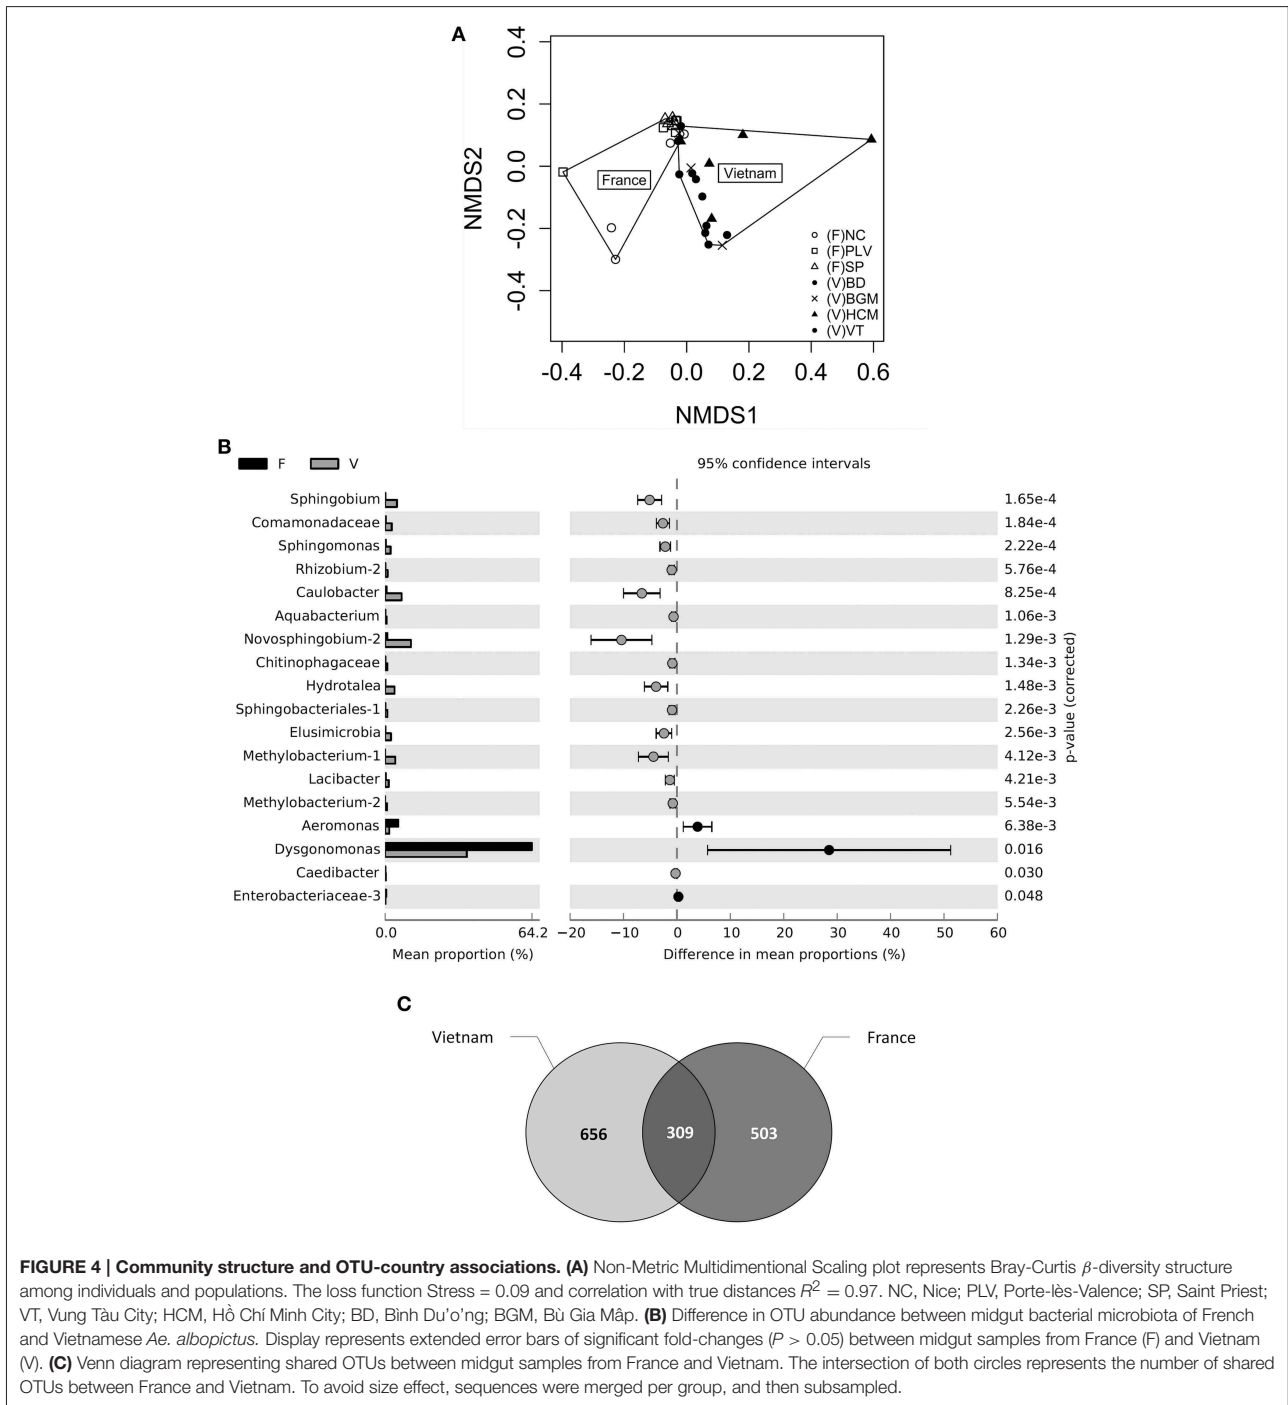 A
0.4
0.2
0.0
-0.2
-0.4
NMDS2
France
Vietnam
(F)NC
(F)PLV
(F)SP
(V)BD
(V)BGM
(V)HCM
(V)VT
-0.4 -0.2 0.0 0.2 0.4 0.6
NMDS1
B
F V 95% confidence intervals
Sphingobium 1.65e-4
Comamonadaceae 1.84e-4
Sphingomonas 2.22e-4
Rhizobium-2 5.76e-4
Caulobacter 8.25e-4
Aquabacterium 1.06e-3
Novosphingobium-2 1.29e-3
Chitinophagaceae 1.34e-3
Hydrotalea 1.48e-3
Sphingobacteriales-1 2.26e-3
Elusimicrobia 2.56e-3
Methylobacterium-1 4.12e-3
Lacibacter 4.21e-3
Methylobacterium-2 5.54e-3
Aeromonas 6.38e-3
Dysgonomonas 0.016
Caedibacter 0.030
Enterobacteriaceae-3 0.048
p-value (corrected)
0.0 64.2 −20 −10 0 10 20 30 40 50 60
Mean proportion (%) Difference in mean proportions (%)
C
Vietnam France
656 309 503
FIGURE 4 | Community structure and OTU-country associations. (A) Non-Metric Multidimentional Scaling plot represents Bray-Curtis β-diversity structure
among individuals and populations. The loss function Stress = 0.09 and correlation with true distances R² = 0.97. NC, Nice; PLV, Porte-lès-Valence; SP, Saint Priest;
VT, Vung Tàu City; HCM, Hồ Chí Minh City; BD, Bình Du'o'ng; BGM, Bù Gia Mâp. (B) Difference in OTU abundance between midgut bacterial microbiota of French
and Vietnamese Ae. albopictus. Display represents extended error bars of significant fold-changes (P > 0.05) between midgut samples from France (F) and Vietnam
(V). (C) Venn diagram representing shared OTUs between midgut samples from France and Vietnam. The intersection of both circles represents the number of shared
OTUs between France and Vietnam. To avoid size effect, sequences were merged per group, and then subsampled.